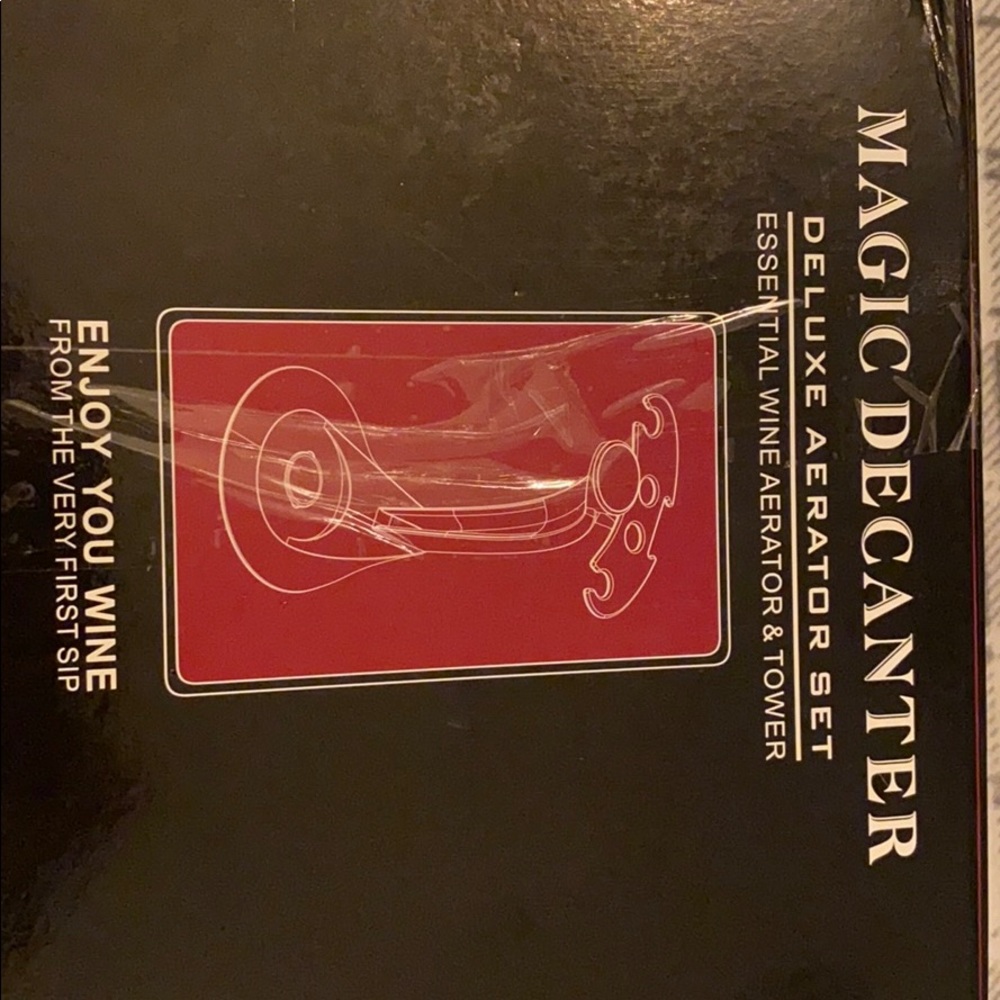 MAGIC DECANTER
DELUXE AERATOR SET
ESSENTIAL WINE AERATOR & TOWER
ENJOY YOU WINE
FROM THE VERY FIRST SIP